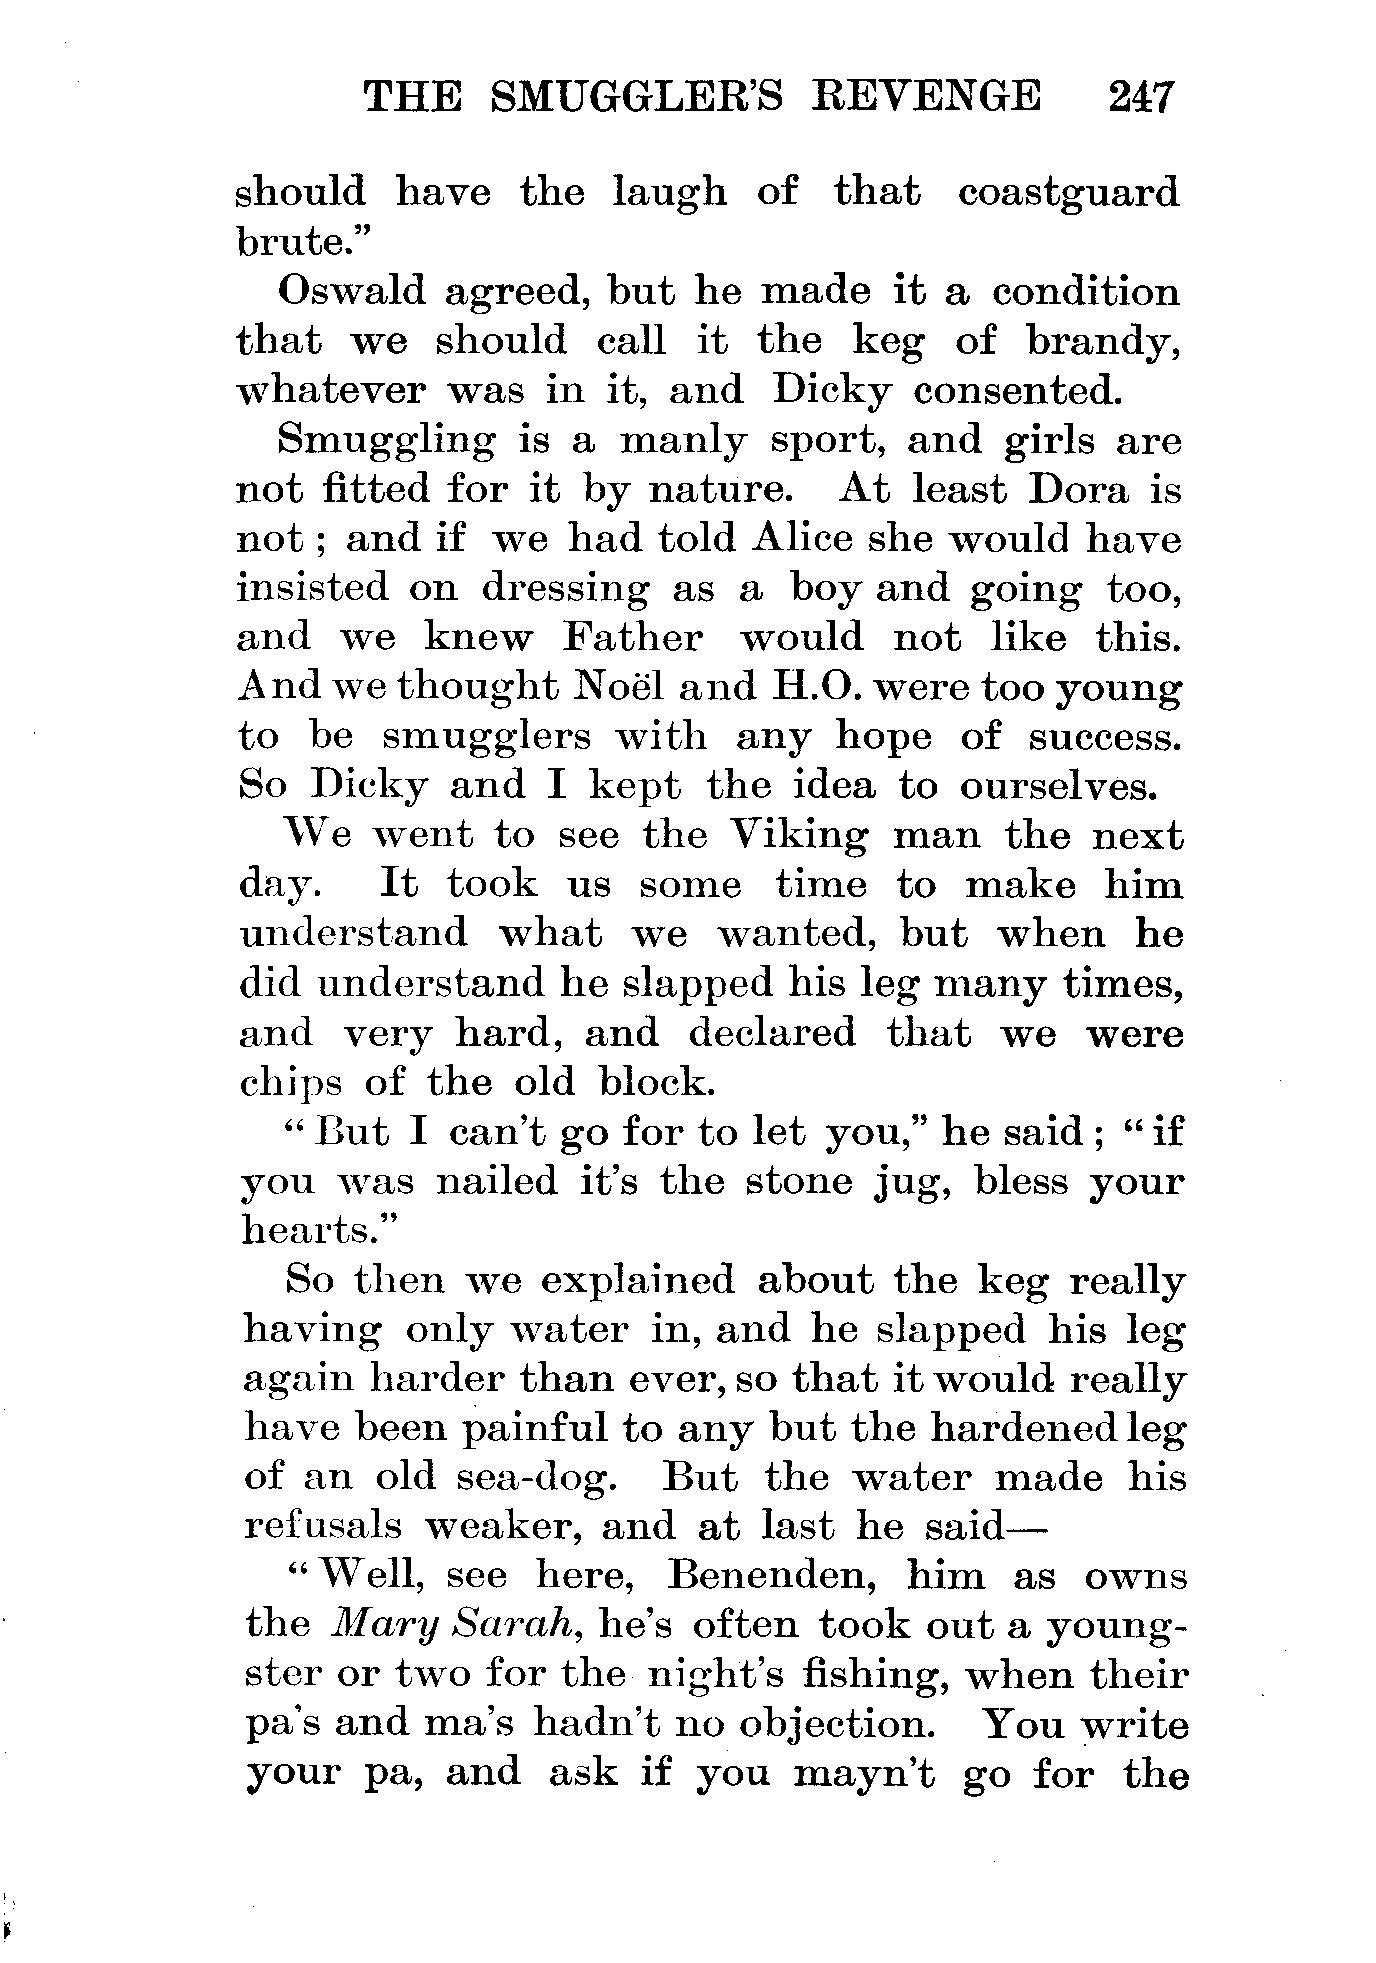 THE SMUGGLER'S REVENGE 247
should have the laugh of that coastguard
brute."
Oswald agreed, but he made it a condition
that we should call it the keg of brandy,
whatever was in it, and Dicky consented.
Smuggling is a manly sport, and girls are
not fitted for it by nature. At least Dora is
not ; and if we had told Alice she would have
insisted on dressing as a boy and going too,
and we knew Father would not like this.
And we thought Noël and H.O. were too young
to be smugglers with any hope of success.
So Dicky and I kept the idea to ourselves.
We went to see the Viking man the next
day. It took us some time to make him
understand what we wanted, but when he
did understand he slapped his leg many times,
and very hard, and declared that we were
chips of the old block.
" But I can't go for to let you," he said ; " if
you was nailed it's the stone jug, bless your
hearts."
So then we explained about the keg really
having only water in, and he slapped his leg
again harder than ever, so that it would really
have been painful to any but the hardened leg
of an old sea-dog. But the water made his
refusals weaker, and at last he said—
" Well, see here, Benenden, him as owns
the Mary Sarah, he's often took out a young-
ster or two for the night's fishing, when their
pa's and ma's hadn't no objection. You write
your pa, and ask if you mayn't go for the